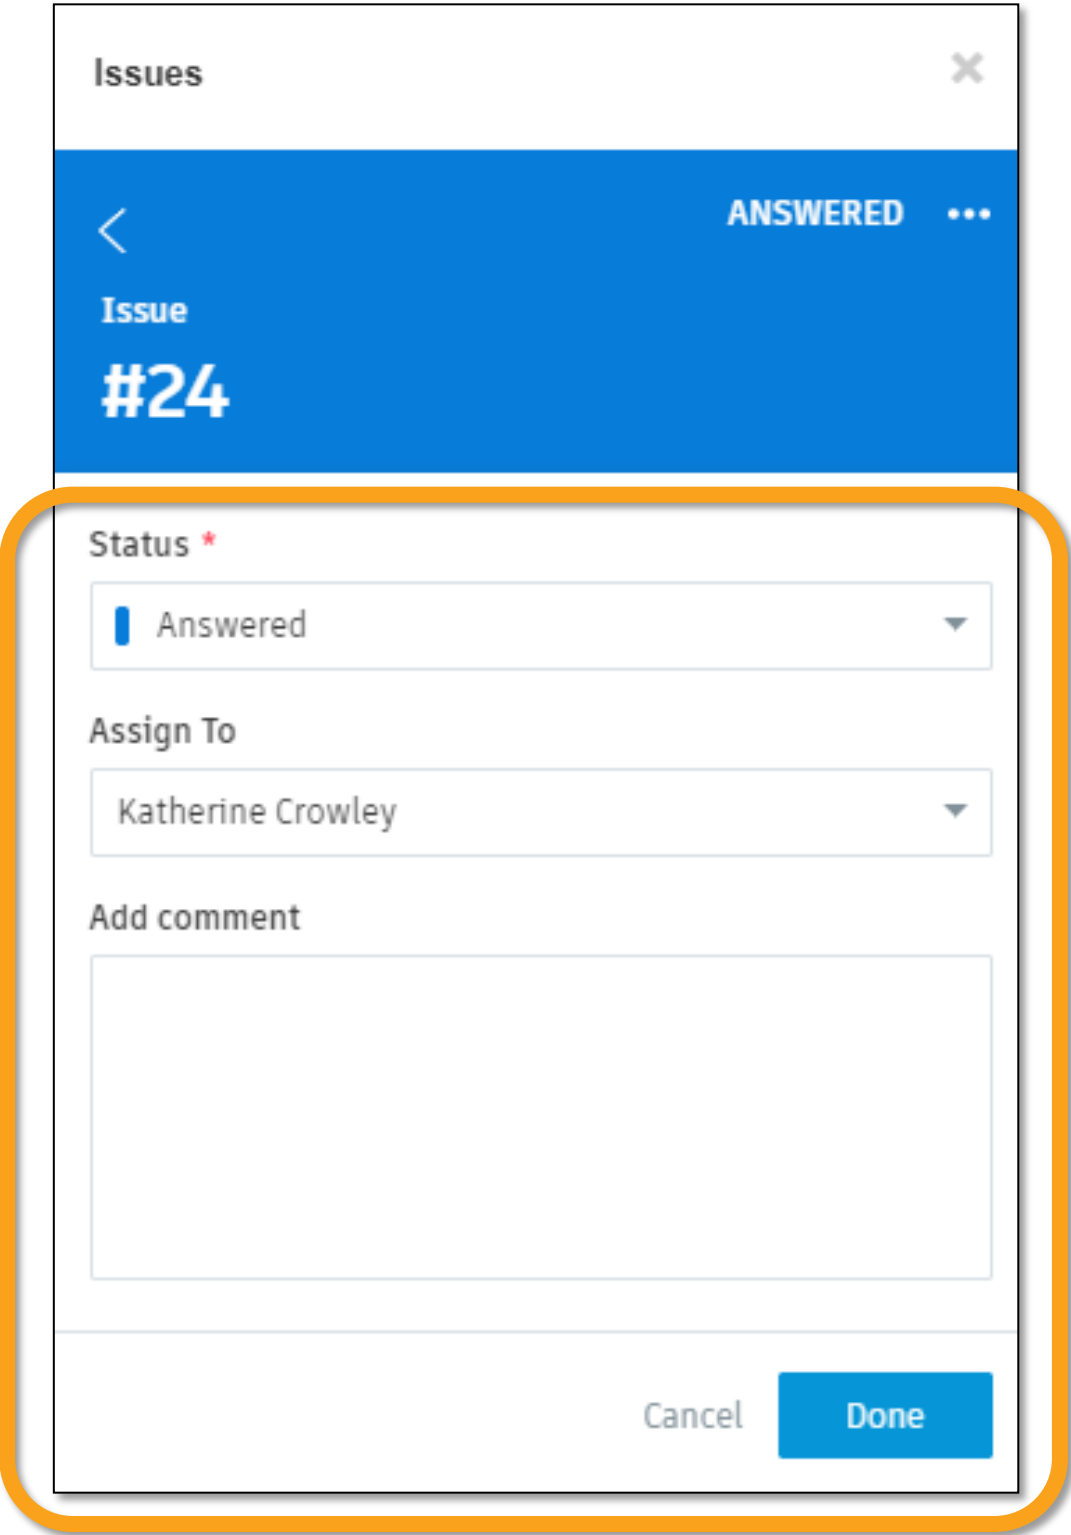 Issues
ANSWERED
Issue
#24
Status *
Answered
Assign To
Katherine Crowley
Add comment
Cancel Done